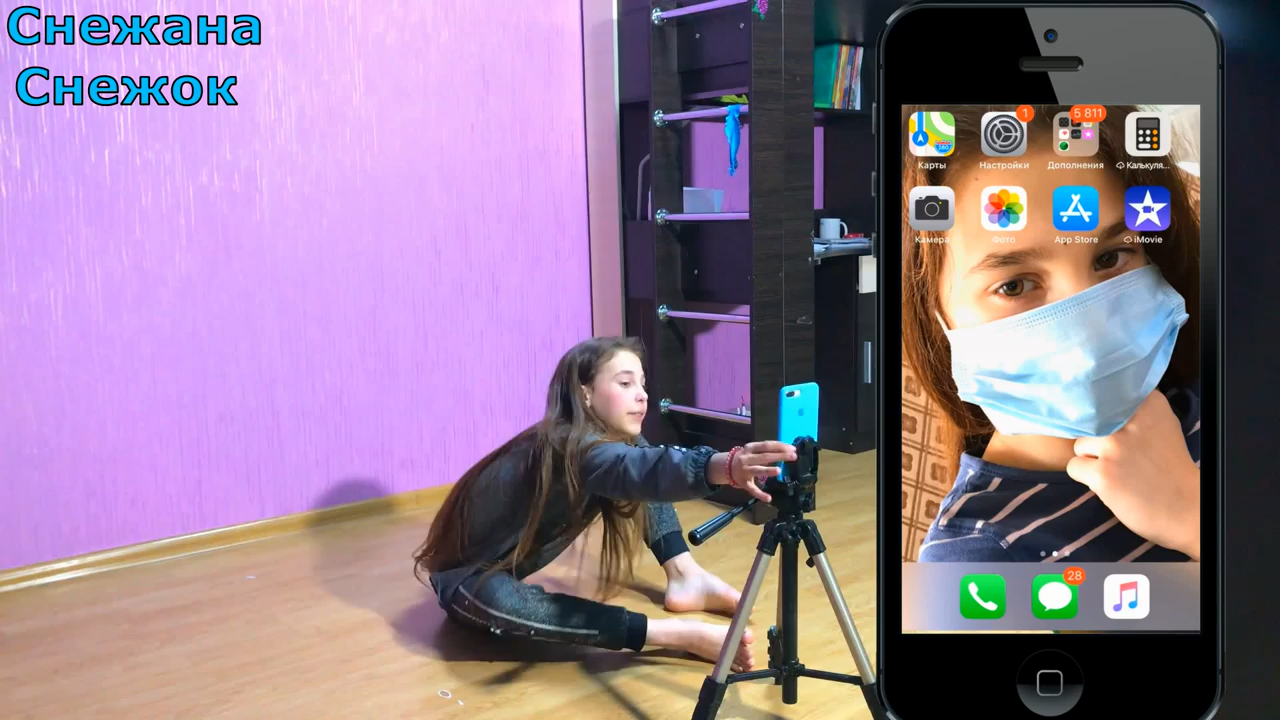 Снежана
Снежок
1
5 811
Карты
Настройки
Дополнения
Калькуля...
Камера
Фото
App Store
iMovie
28